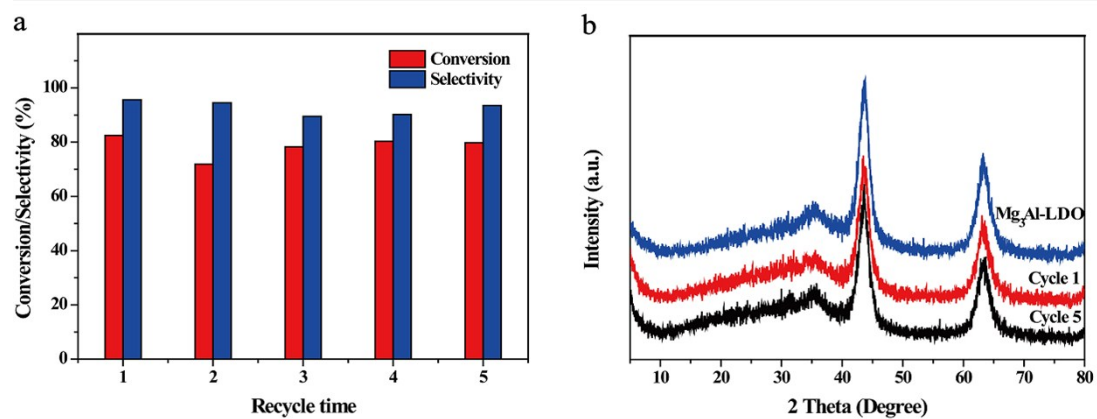 a
Conversion/Selectivity (%)
100
80
60
40
20
0
Conversion
Selectivity
1 2 3 4 5
Recycle time
b
Intensity (a.u.)
Mg₃Al-LDO
Cycle 1
Cycle 5
10 20 30 40 50 60 70 80
2 Theta (Degree)